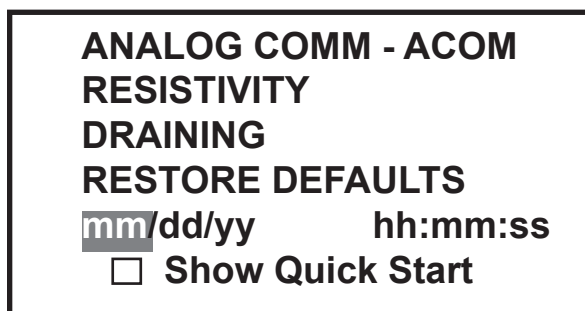 ANALOG COMM - ACOM
RESISTIVITY
DRAINING
RESTORE DEFAULTS
mm/dd/yy hh:mm:ss
☐ Show Quick Start